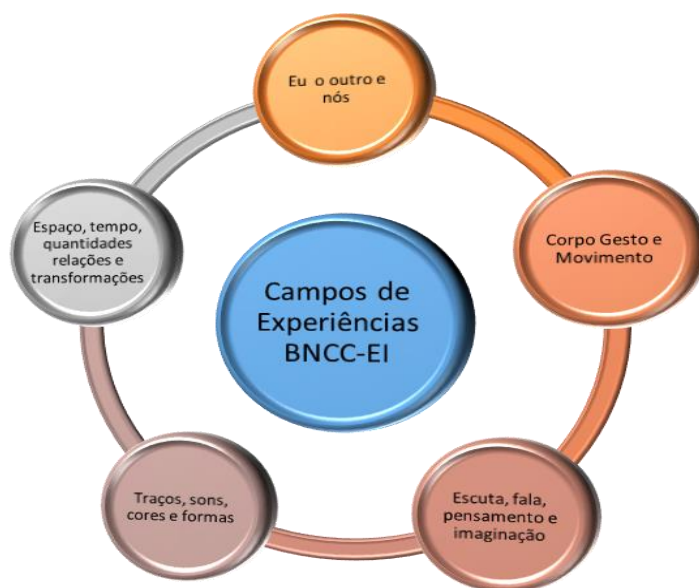 Eu o outro e
nós
Corpo Gesto e
Movimento
Escuta, fala,
pensamento e
imaginação
Traços, sons,
cores e formas
Espaço, tempo,
quantidades
relações e
transformações
Campos de
Experiências
BNCC-EI